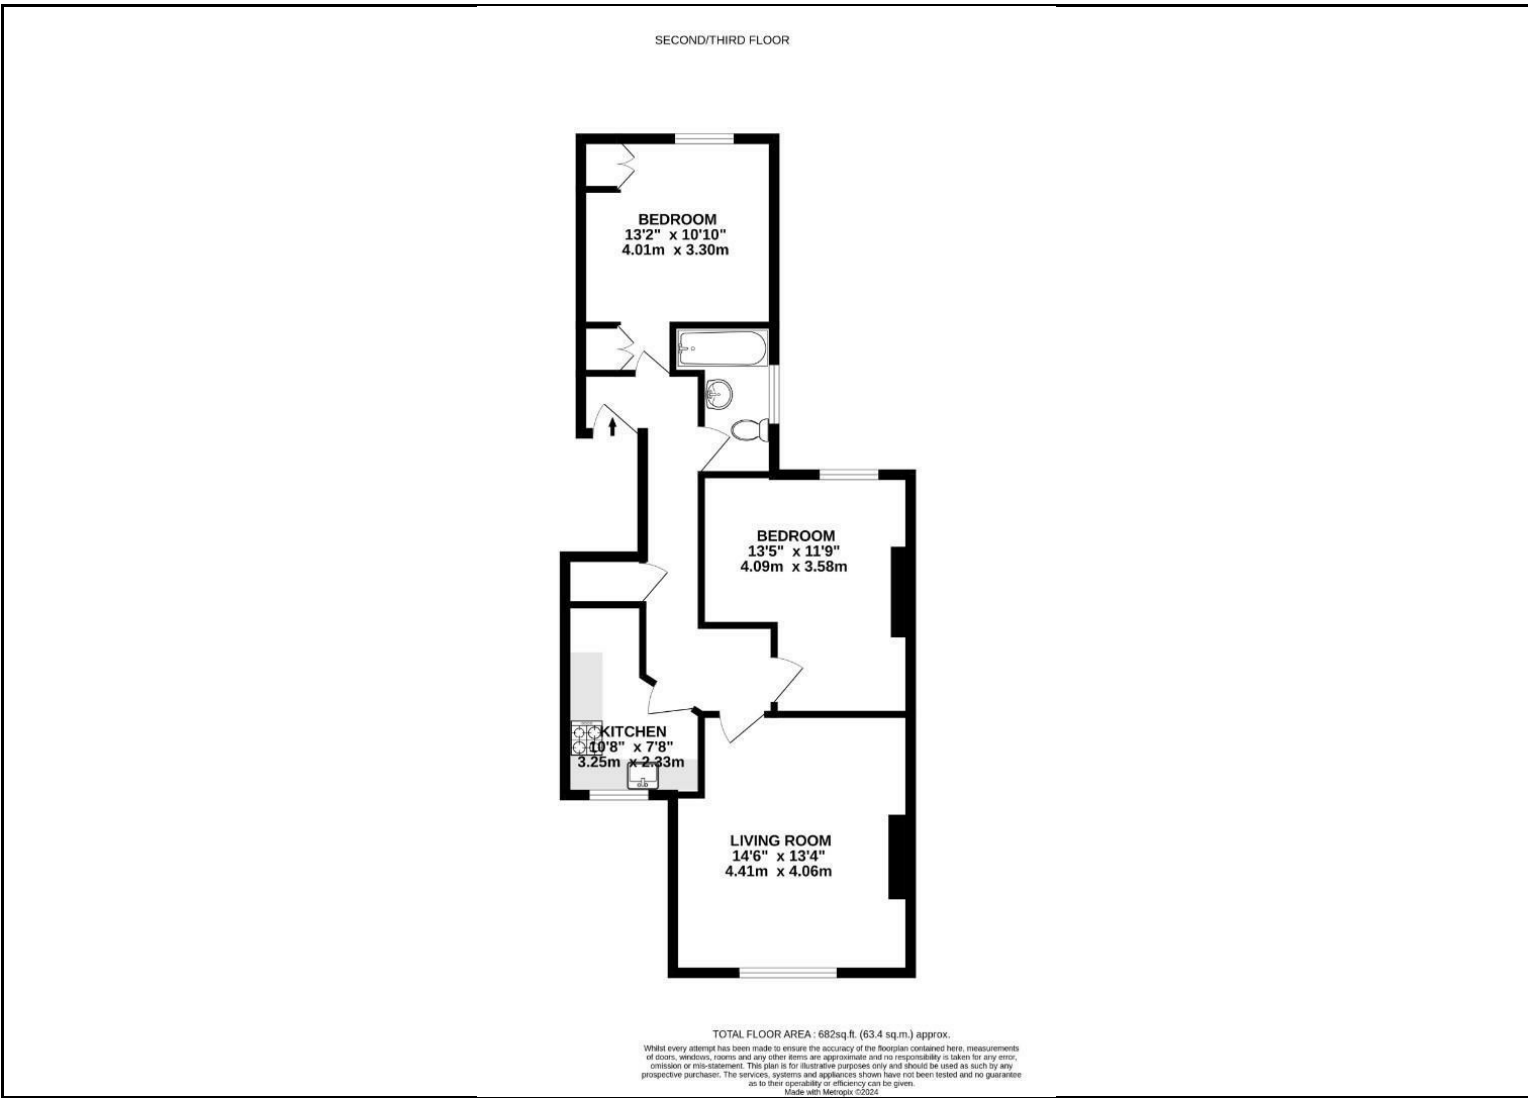 SECOND/THIRD FLOOR
BEDROOM
13'2" x 10'10"
4.01m x 3.30m
BEDROOM
13'5" x 11'9"
4.09m x 3.58m
KITCHEN
10'8" x 7'8"
3.25m x 2.33m
LIVING ROOM
14'6" x 13'4"
4.41m x 4.06m
TOTAL FLOOR AREA : 682sq.ft. (63.4 sq.m.) approx.
Whilst every attempt has been made to ensure the accuracy of the floorplan contained here, measurements
of doors, windows, rooms and any other items are approximate and no responsibility is taken for any error,
omission or mis-statement. This plan is for illustrative purposes only and should be used as such by any
prospective purchaser. The services, systems and appliances shown have not been tested and no guarantee
as to their operability or efficiency can be given.
Made with Metropix ©2024